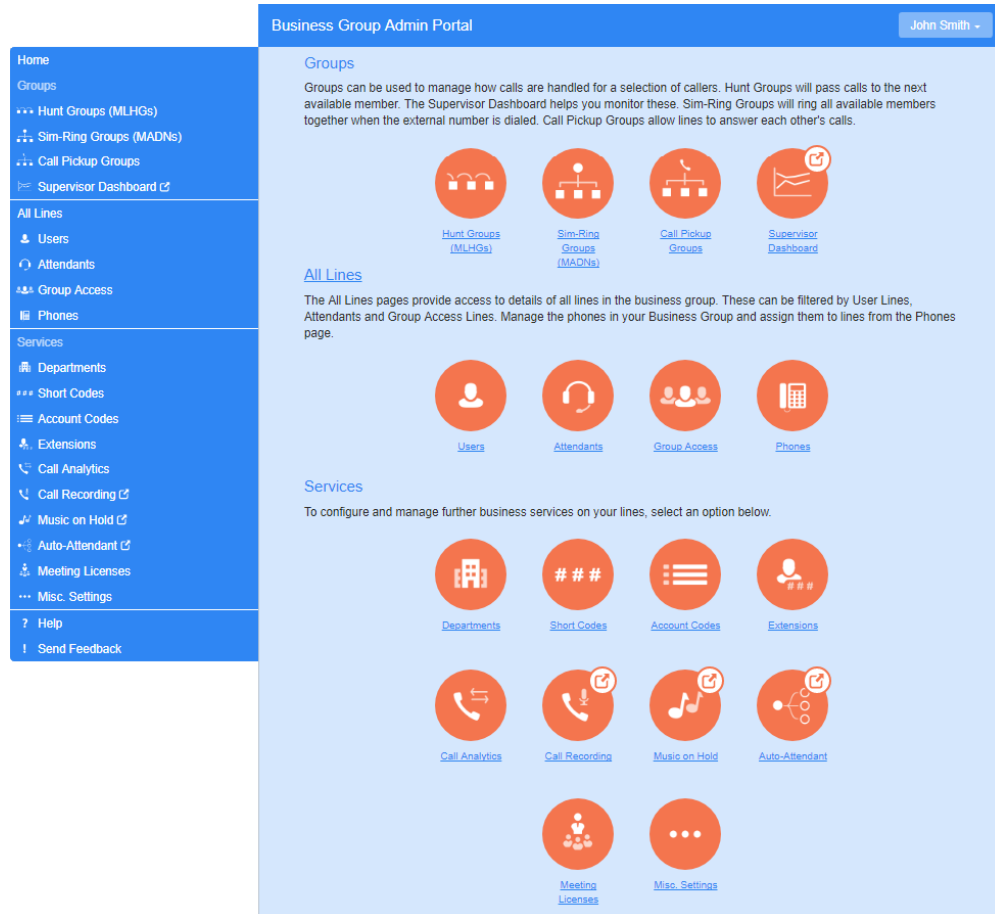 Business Group Admin Portal
John Smith
Home
Groups
Hunt Groups (MLHGs)
Sim-Ring Groups (MADNs)
Call Pickup Groups
Supervisor Dashboard
All Lines
Users
Attendants
Group Access
Phones
Services
Departments
### Short Codes
Account Codes
Extensions
Call Analytics
Call Recording
Music on Hold
Auto-Attendant
Meeting Licenses
Misc. Settings
? Help
! Send Feedback
Groups
Groups can be used to manage how calls are handled for a selection of callers. Hunt Groups will pass calls to the next
available member. The Supervisor Dashboard helps you monitor these. Sim-Ring Groups will ring all available members
together when the external number is dialed. Call Pickup Groups allow lines to answer each other's calls.
Hunt Groups
(MLHGs)
Sim-Ring
Groups
(MADNs)
Call Pickup
Groups
Supervisor
Dashboard
All Lines
The All Lines pages provide access to details of all lines in the business group. These can be filtered by User Lines,
Attendants and Group Access Lines. Manage the phones in your Business Group and assign them to lines from the Phones
page.
Users
Attendants
Group Access
Phones
Services
To configure and manage further business services on your lines, select an option below.
Departments
###
Short Codes
Account Codes
###
Extensions
Call Analytics
Call Recording
Music on Hold
Auto-Attendant
Meeting
Licenses
Misc. Settings